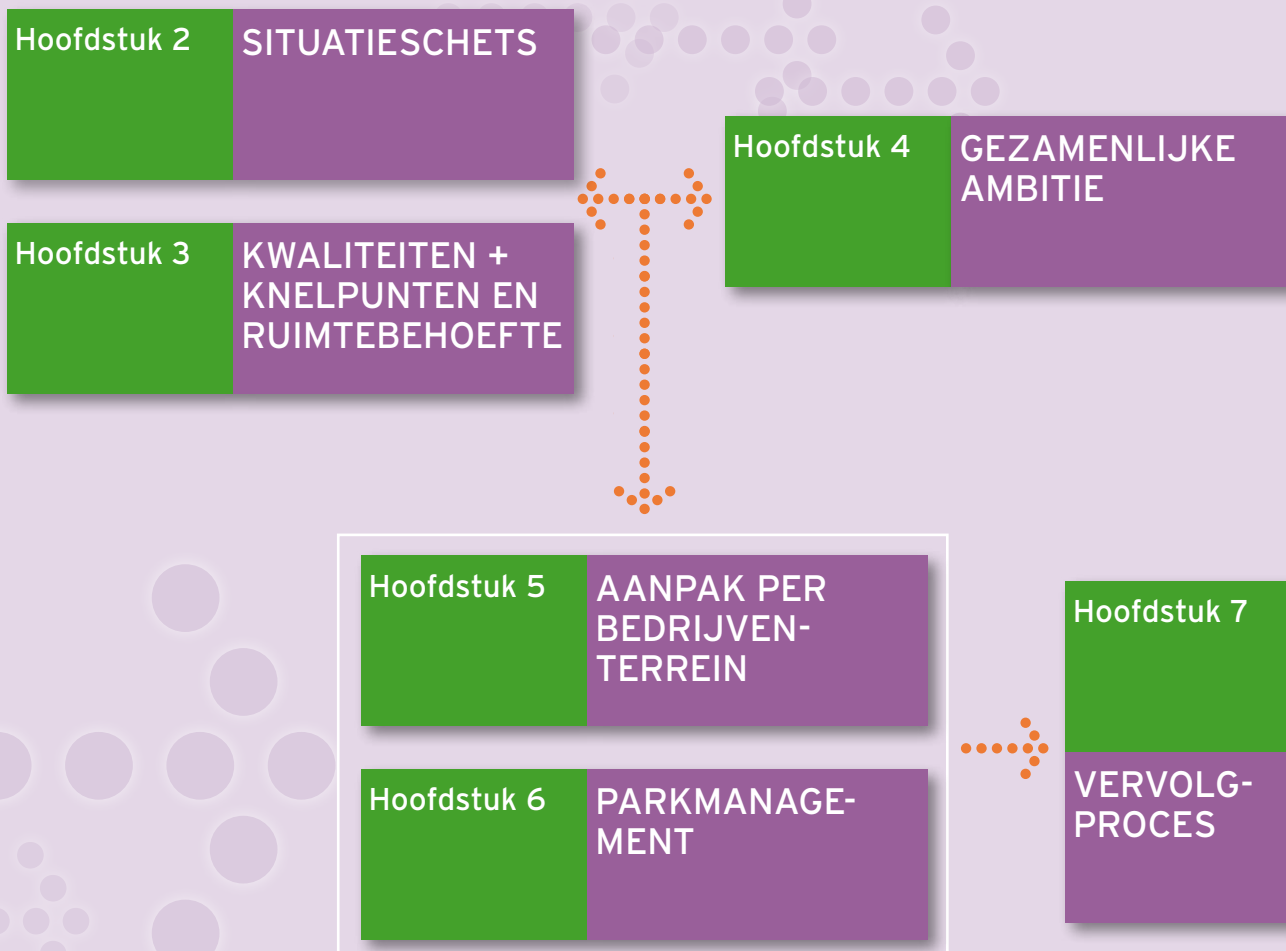 Hoofdstuk 2
SITUATIESCHETS
Hoofdstuk 3
KWALITEITEN +
KNELPUNTEN EN
RUIMTEBEHOEFTE
Hoofdstuk 4
GEZAMENLIJKE
AMBITIE
Hoofdstuk 5
AANPAK PER
BEDRIJVEN-
TERREIN
Hoofdstuk 6
PARKMANAGE-
MENT
Hoofdstuk 7
VERVOLG-
PROCES